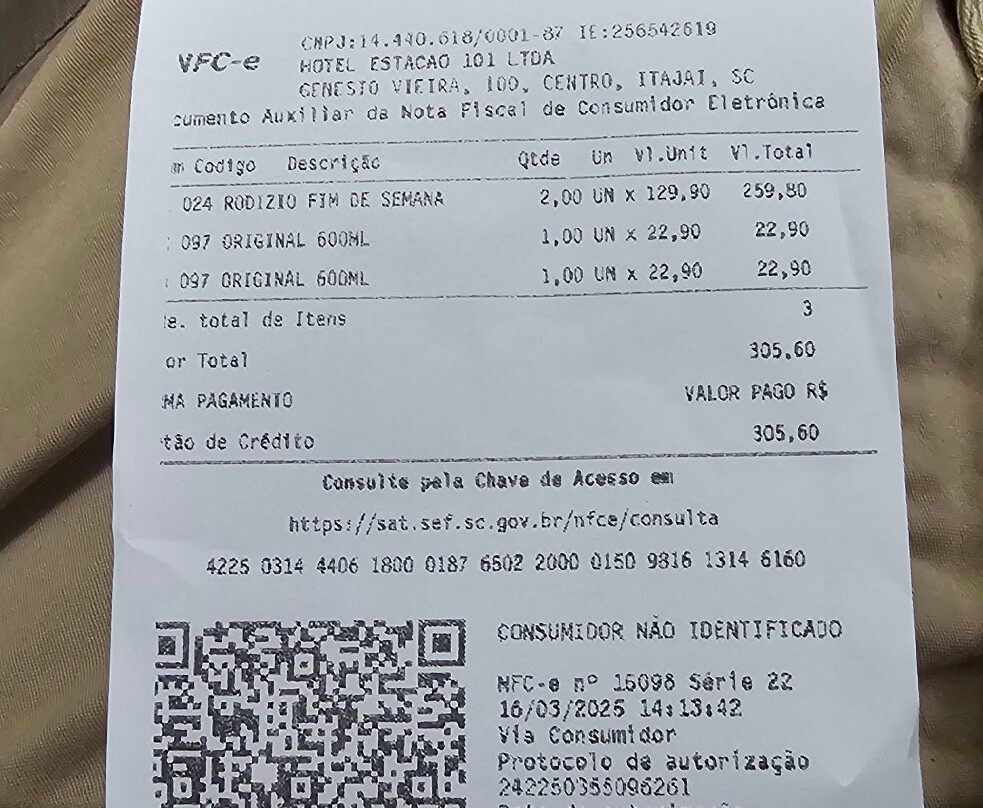 CNPJ:14.440.618/0001-87 IE:256542619
NFC-e HOTEL ESTACAO 101 LTDA
GENESIO VIEIRA, 100, CENTRO, ITAJAI, SC
cumento Auxiliar da Nota Fiscal de Consumidor Eletrônica
m Codigo Descrição Qtde Un Vl.Unit Vl.Total
024 RODIZIO FIM DE SEMANA 2,00 UN x 129,90 259,80
097 ORIGINAL 600ML 1,00 UN x 22,90 22,90
097 ORIGINAL 600ML 1,00 UN x 22,90 22,90
e. total de Itens 3
or Total 305,60
MA PAGAMENTO VALOR PAGO R$
tão de Crédito 305,60
Consulte pela Chave de Acesso em
https://sat.sef.sc.gov.br/nfce/consulta
4225 0314 4406 1800 0187 6502 2000 0150 9816 1314 6160
CONSUMIDOR NÃO IDENTIFICADO
NFC-e nº 15098 Série 22
16/03/2025 14:13:42
Via Consumidor
Protocolo de autorização
242250355096261